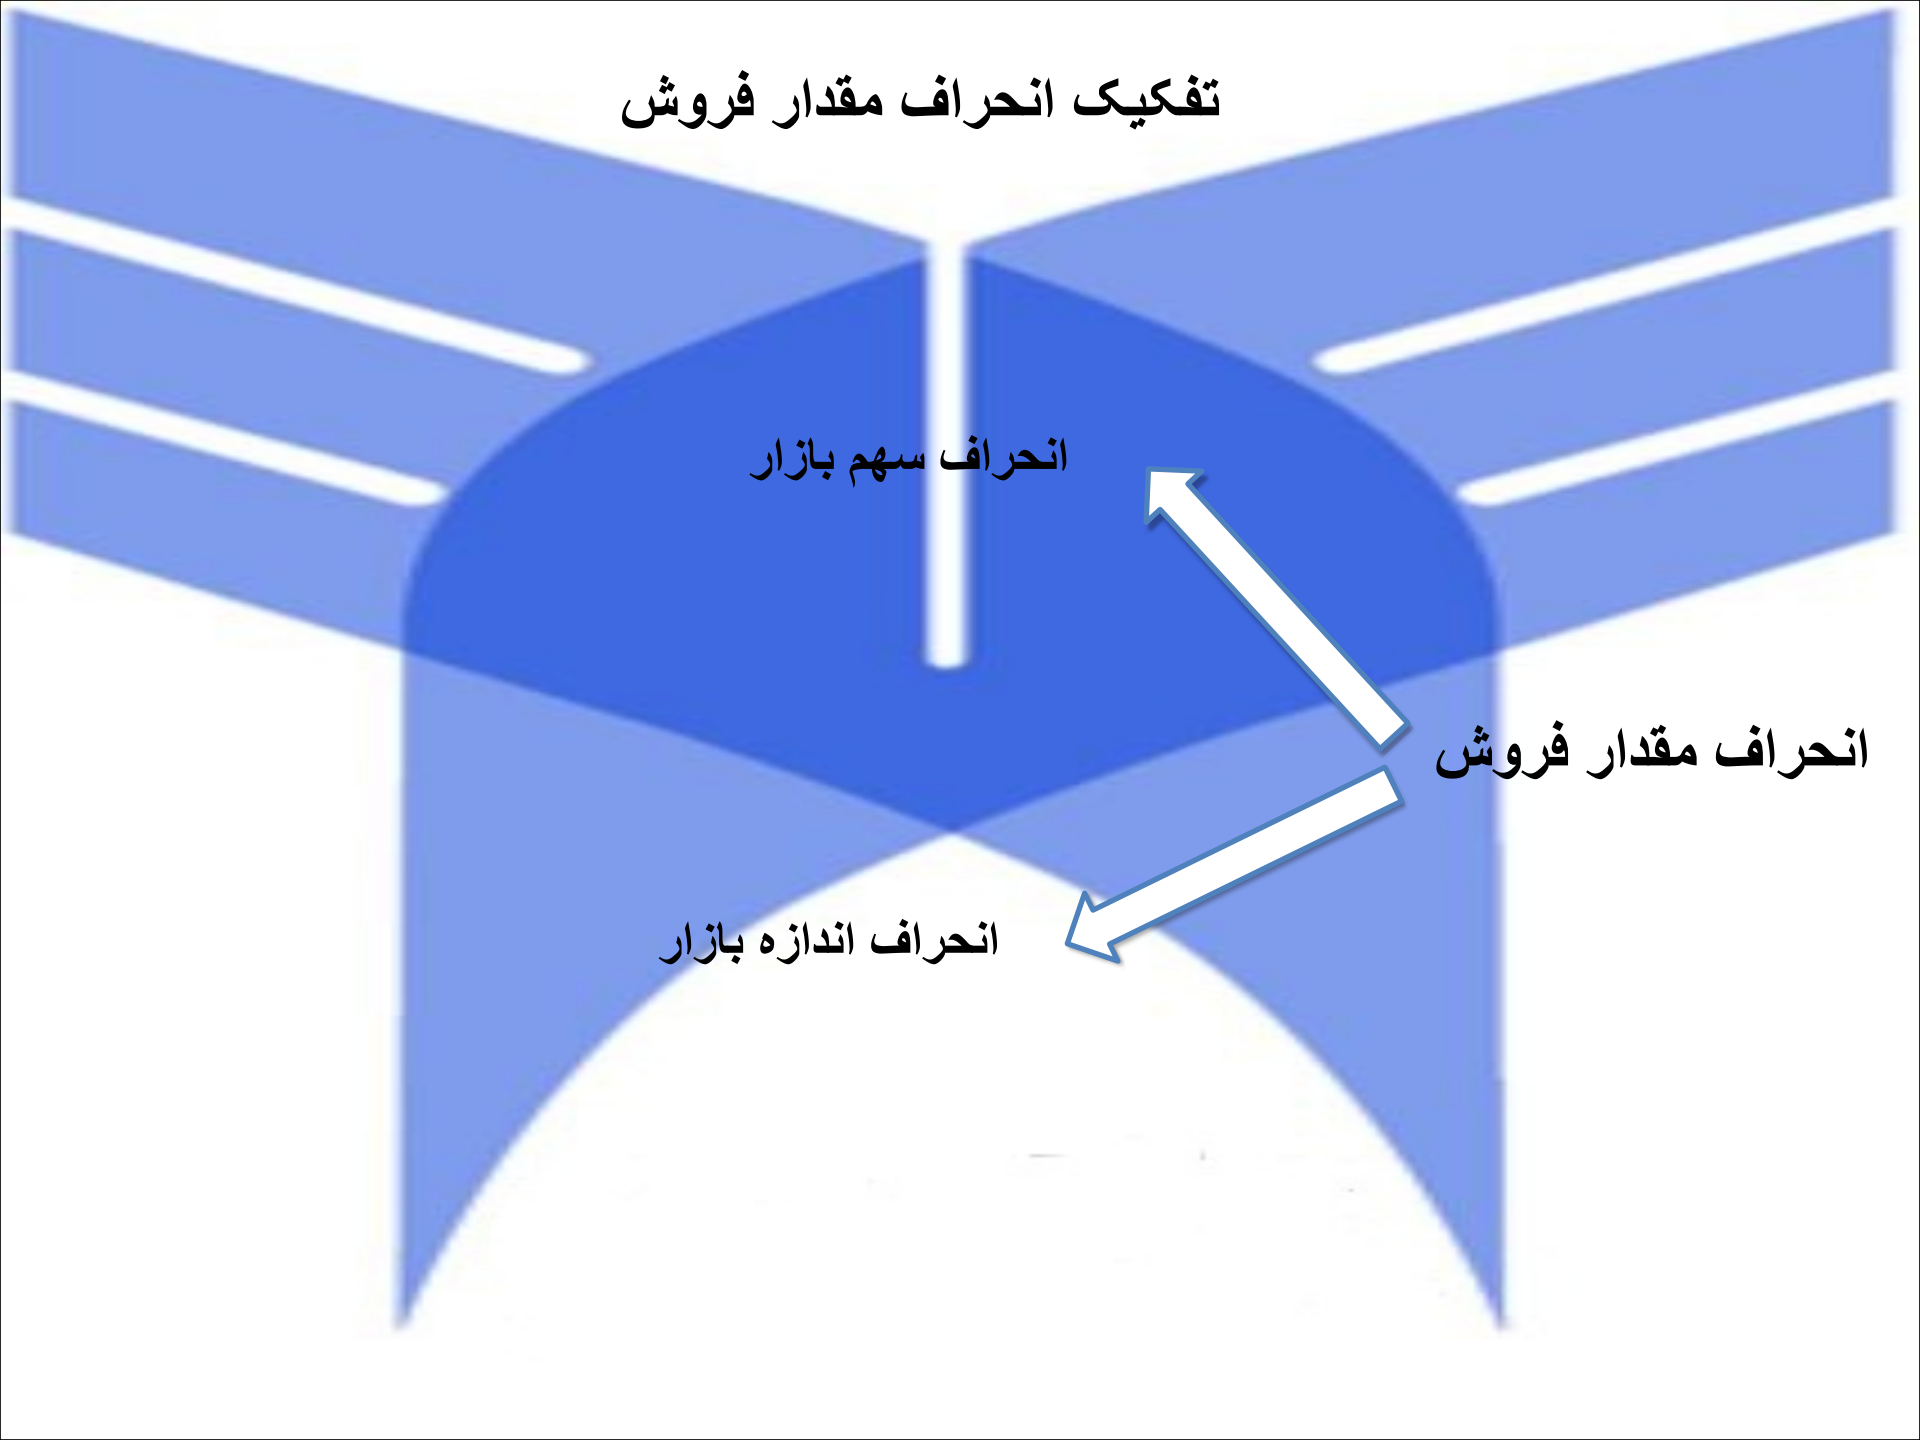 تفکیک انحراف مقدار فروش
انحراف سهم بازار
انحراف مقدار فروش
انحراف اندازه بازار